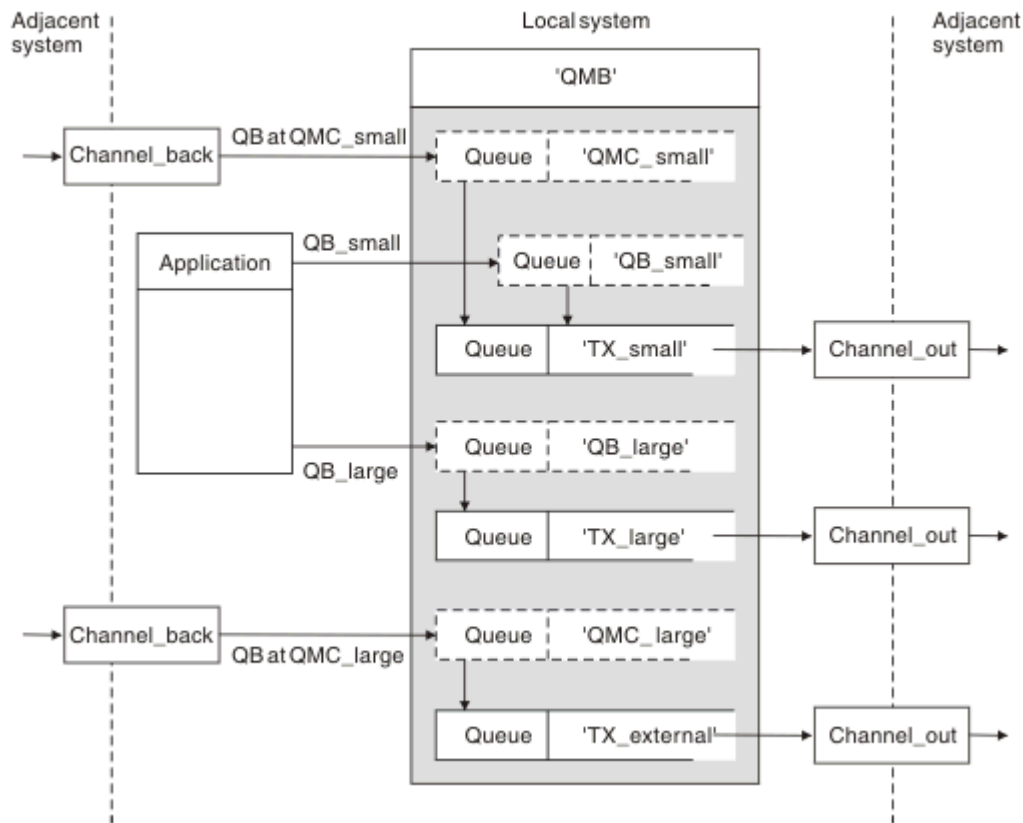 Adjacent
system
Local system
Adjacent
system
'QMB'
Channel_back
QB at QMC_small
Queue
'QMC_small'
Application
QB_small
Queue
'QB_small'
Queue
'TX_small'
Channel_out
QB_large
Queue
'QB_large'
Queue
'TX_large'
Channel_out
Channel_back
QB at QMC_large
Queue
'QMC_large'
Queue
'TX_external'
Channel_out